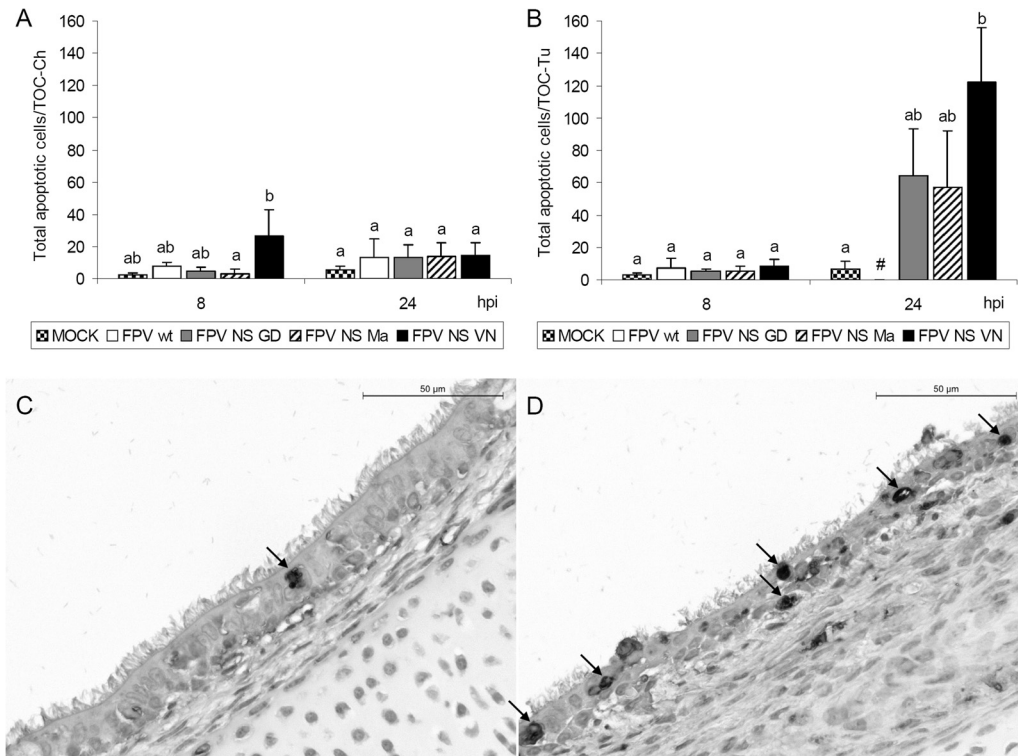 A
Total apoptotic cells/TOC-Ch
160
140
120
100
80
60
40
20
0
ab
ab
ab
a
b
a
a
a
a
a
8
24
hpi
MOCK FPV wt FPV NS GD FPV NS Ma FPV NS VN
B
Total apoptotic cells/TOC-Tu
160
140
120
100
80
60
40
20
0
a
a
a
a
a
a
#
ab
ab
b
8
24
hpi
MOCK FPV wt FPV NS GD FPV NS Ma FPV NS VN
C
50 µm
D
50 µm